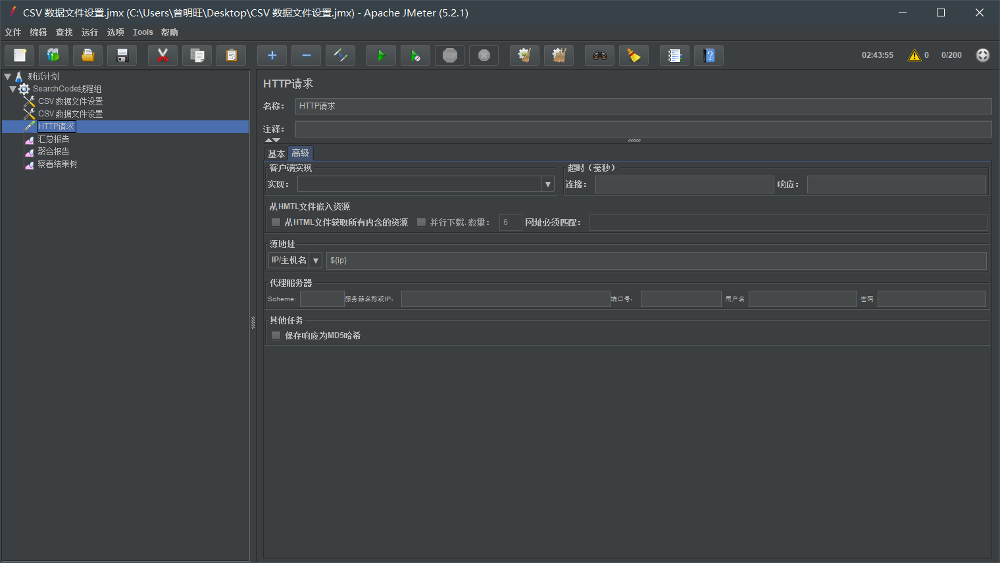 CSV 数据文件设置.jmx (C:\Users\曾明旺\Desktop\CSV 数据文件设置.jmx) - Apache JMeter (5.2.1)
文件 编辑 查找 运行 选项 Tools 帮助
02:43:55 0 0/200
测试计划
SearchCode线程组
CSV 数据文件设置
CSV 数据文件设置
HTTP请求
汇总报告
聚合报告
察看结果树
HTTP请求
名称: HTTP请求
注释:
基本 高级
客户端实现 超时（毫秒）
实现: 连接: 响应:
从HMTL文件嵌入资源
从HTML文件获取所有内含的资源 并行下载. 数量: 6 网址必须匹配:
源地址
IP/主机名 ${ip}
代理服务器
Scheme: 服务器名称或IP: 端口号: 用户名 密码
其他任务
保存响应为MD5哈希